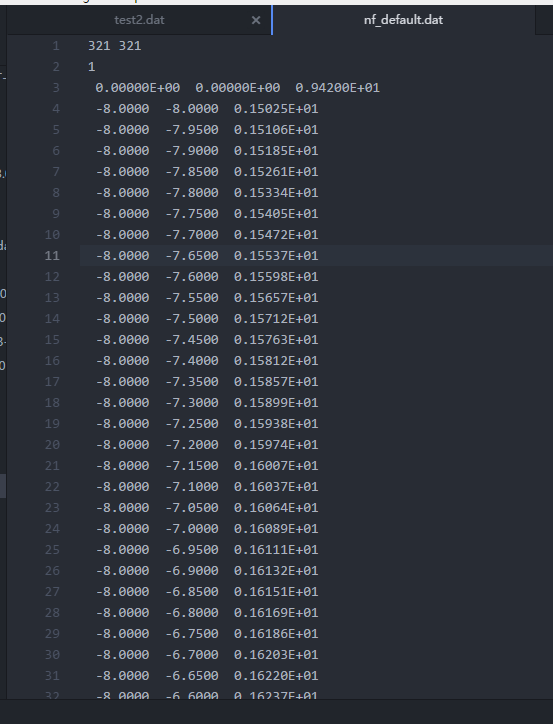 test2.dat × nf_default.dat
1 321 321
2 1
3 0.00000E+00 0.00000E+00 0.94200E+01
4 -8.0000 -8.0000 0.15025E+01
5 -8.0000 -7.9500 0.15106E+01
6 -8.0000 -7.9000 0.15185E+01
7 -8.0000 -7.8500 0.15261E+01
8 -8.0000 -7.8000 0.15334E+01
9 -8.0000 -7.7500 0.15405E+01
10 -8.0000 -7.7000 0.15472E+01
11 -8.0000 -7.6500 0.15537E+01
12 -8.0000 -7.6000 0.15598E+01
13 -8.0000 -7.5500 0.15657E+01
14 -8.0000 -7.5000 0.15712E+01
15 -8.0000 -7.4500 0.15763E+01
16 -8.0000 -7.4000 0.15812E+01
17 -8.0000 -7.3500 0.15857E+01
18 -8.0000 -7.3000 0.15899E+01
19 -8.0000 -7.2500 0.15938E+01
20 -8.0000 -7.2000 0.15974E+01
21 -8.0000 -7.1500 0.16007E+01
22 -8.0000 -7.1000 0.16037E+01
23 -8.0000 -7.0500 0.16064E+01
24 -8.0000 -7.0000 0.16089E+01
25 -8.0000 -6.9500 0.16111E+01
26 -8.0000 -6.9000 0.16132E+01
27 -8.0000 -6.8500 0.16151E+01
28 -8.0000 -6.8000 0.16169E+01
29 -8.0000 -6.7500 0.16186E+01
30 -8.0000 -6.7000 0.16203E+01
31 -8.0000 -6.6500 0.16220E+01
32 -8.0000 -6.6000 0.16237E+01